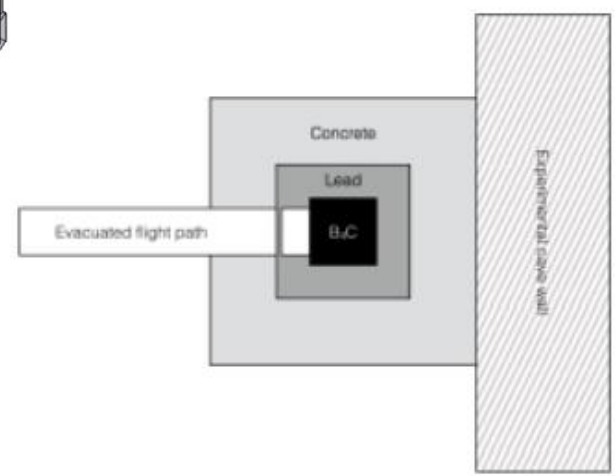 Concrete
Lead
Evacuated flight path
B₄C
Experimental cave wall